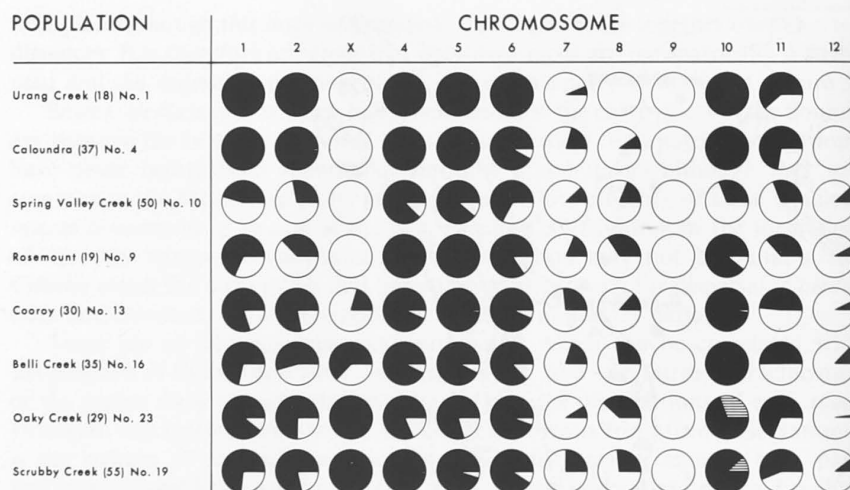 POPULATION CHROMOSOME
1 2 X 4 5 6 7 8 9 10 11 12
Urang Creek (18) No. 1
Caloundra (37) No. 4
Spring Valley Creek (50) No. 10
Rosemount (19) No. 9
Cooroy (30) No. 13
Belli Creek (35) No. 16
Oaky Creek (29) No. 23
Scrubby Creek (55) No. 19